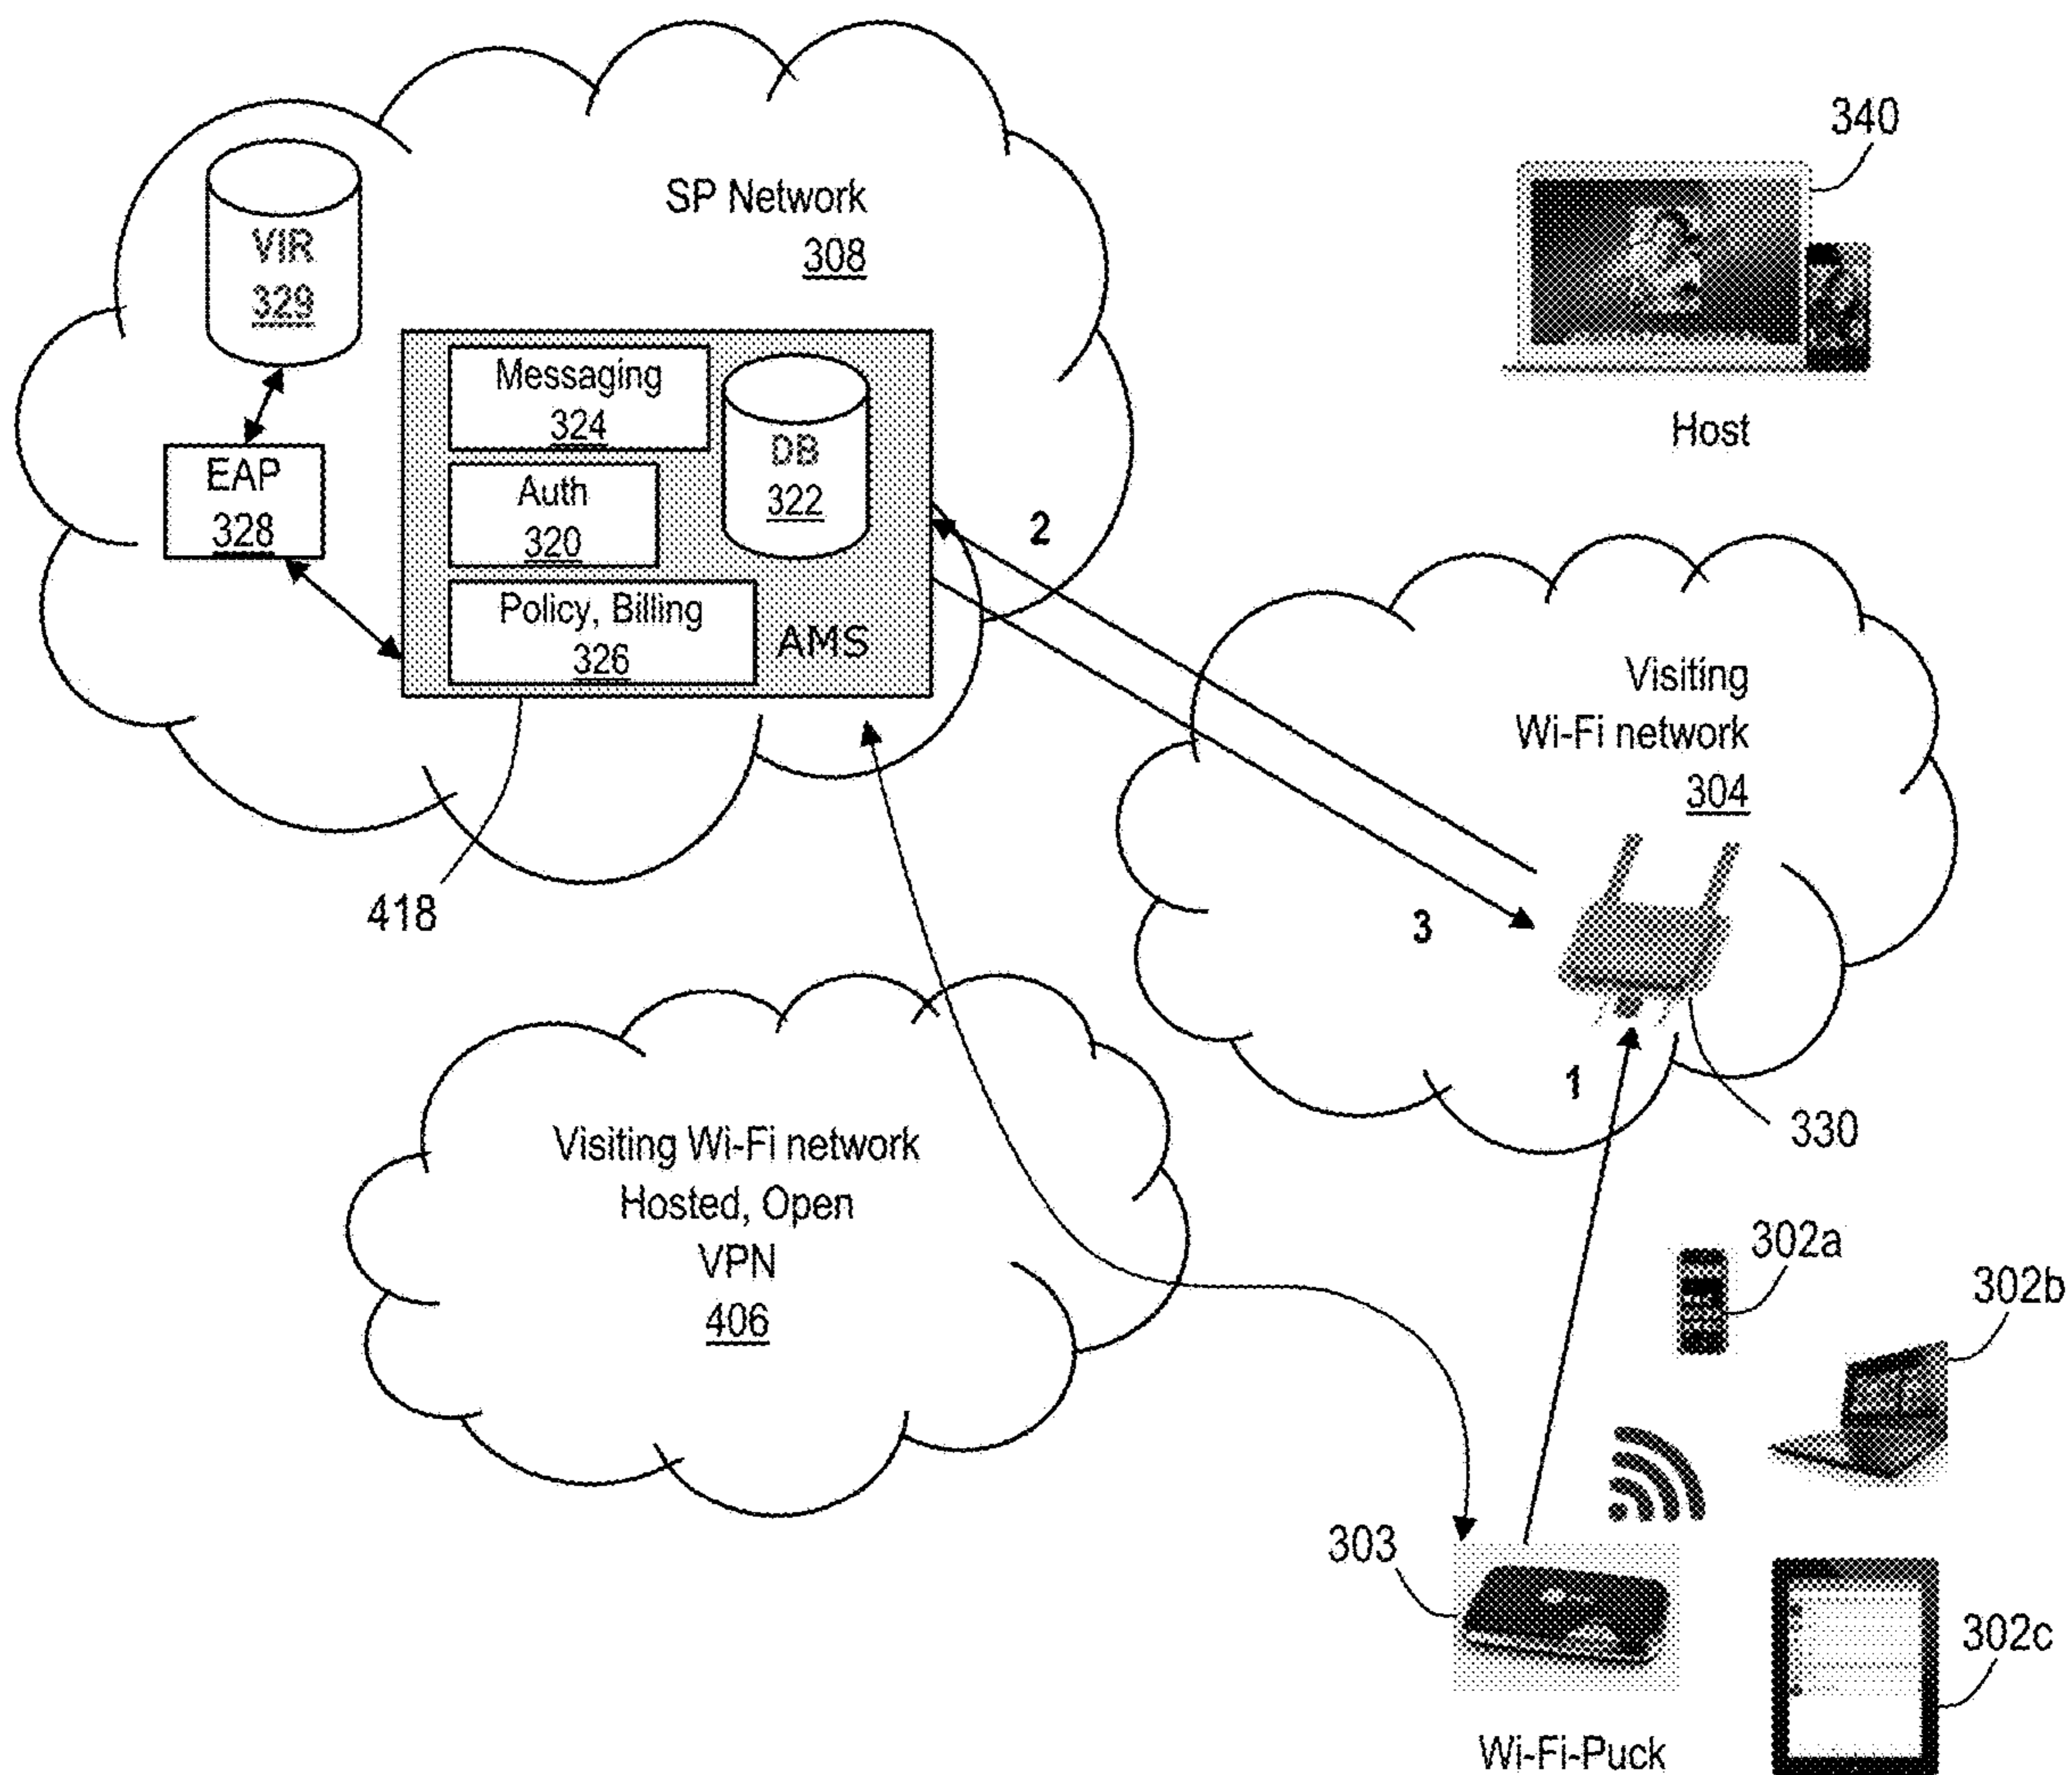 340
SP Network
308
VIR
329
Messaging
324
DB
322
Host
EAP
328
Auth
320
2
Policy, Billing
326
AMS
Visiting
Wi-Fi network
304
418
3
1
330
Visiting Wi-Fi network
Hosted, Open
VPN
406
302a
302b
303
302c
Wi-Fi-Puck